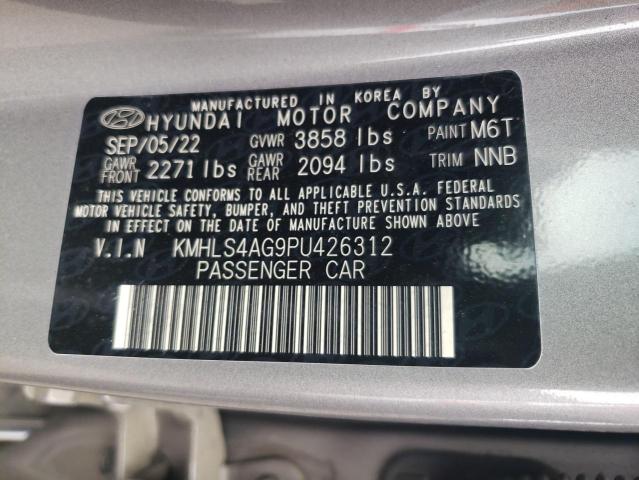 MANUFACTURED IN KOREA BY
HYUNDAI MOTOR COMPANY
SEP/05/22 GVWR 3858 lbs PAINT M6T
GAWR FRONT 2271 lbs GAWR REAR 2094 lbs TRIM NNB
THIS VEHICLE CONFORMS TO ALL APPLICABLE U.S.A. FEDERAL
MOTOR VEHICLE SAFETY, BUMPER, AND THEFT PREVENTION STANDARDS
IN EFFECT ON THE DATE OF MANUFACTURE SHOWN ABOVE
V.I.N KMHLS4AG9PU426312
PASSENGER CAR